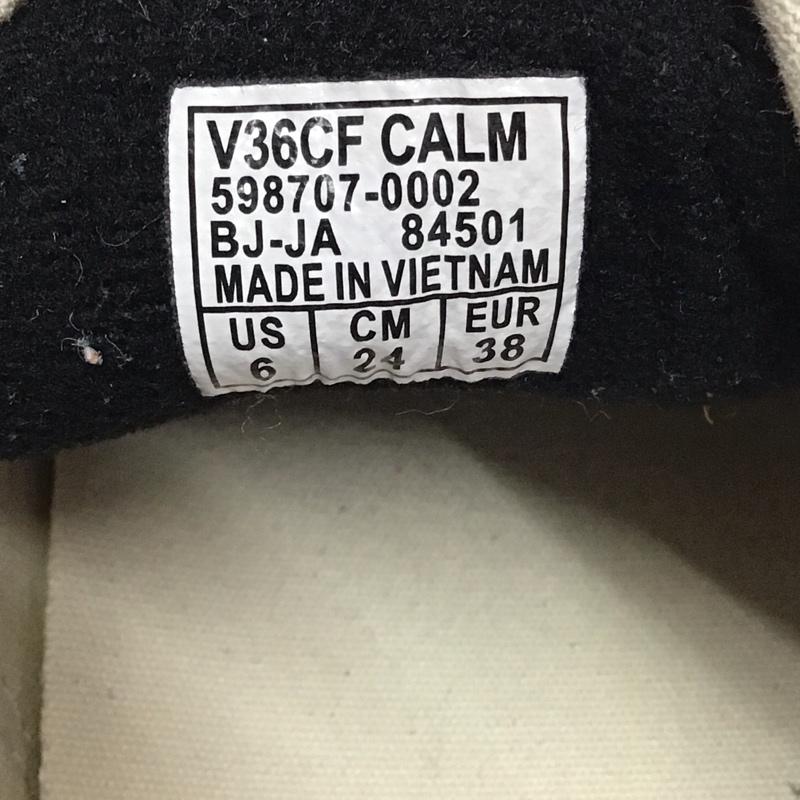 V36CF CALM
598707-0002
BJ-JA 84501
MADE IN VIETNAM
US CM EUR
6 24 38